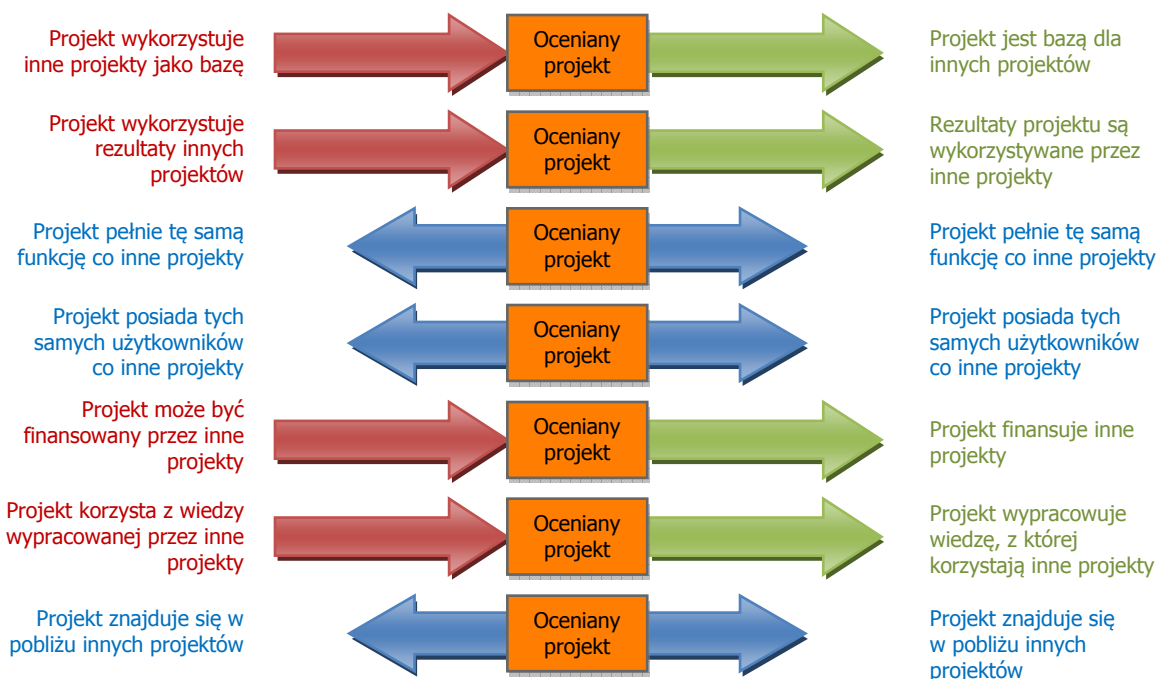 Projekt wykorzystuje
inne projekty jako bazę
Oceniany
projekt
Projekt jest bazą dla
innych projektów
Projekt wykorzystuje
rezultaty innych
projektów
Oceniany
projekt
Rezultaty projektu są
wykorzystywane przez
inne projekty
Projekt pełnie tę samą
funkcję co inne projekty
Oceniany
projekt
Projekt pełnie tę samą
funkcję co inne projekty
Projekt posiada tych
samych użytkowników
co inne projekty
Oceniany
projekt
Projekt posiada tych
samych użytkowników
co inne projekty
Projekt może być
finansowany przez inne
projekty
Oceniany
projekt
Projekt finansuje inne
projekty
Projekt korzysta z wiedzy
wypracowanej przez inne
projekty
Oceniany
projekt
Projekt wypracowuje
wiedzę, z której
korzystają inne projekty
Projekt znajduje się w
pobliżu innych projektów
Oceniany
projekt
Projekt znajduje się
w pobliżu innych
projektów